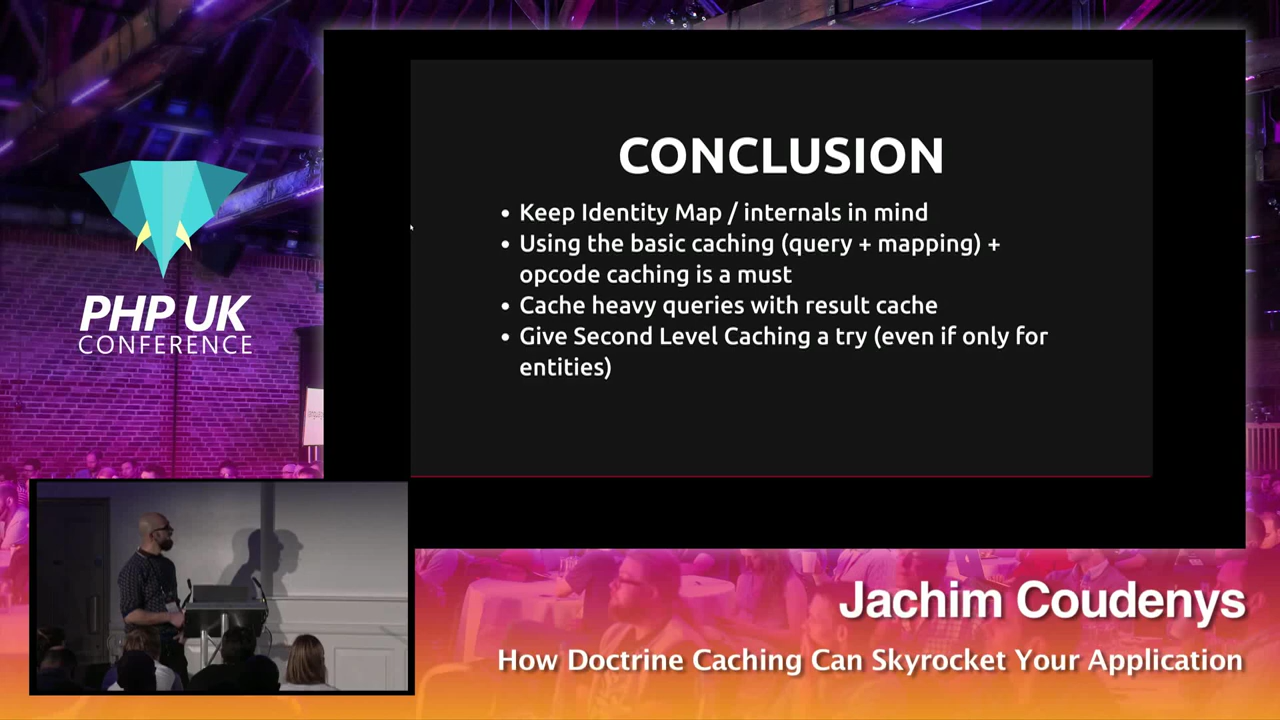 PHP UK
CONFERENCE
CONCLUSION
• Keep Identity Map / internals in mind
• Using the basic caching (query + mapping) +
opcode caching is a must
• Cache heavy queries with result cache
• Give Second Level Caching a try (even if only for
entities)
Jachim Coudenys
How Doctrine Caching Can Skyrocket Your Application